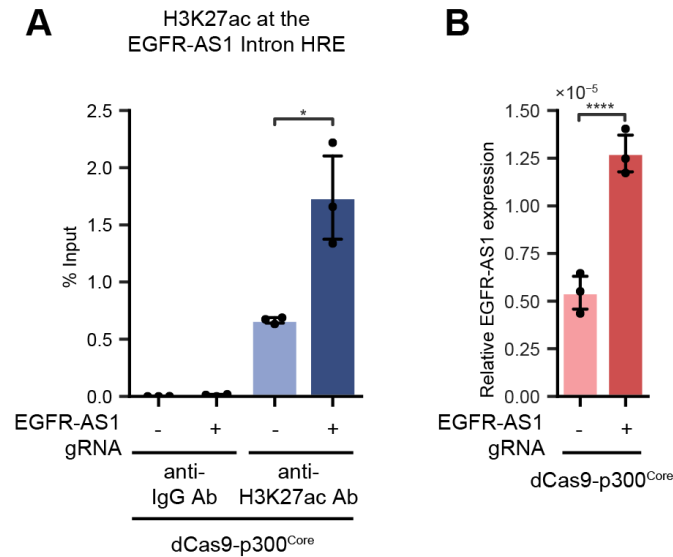 A
H3K27ac at the
EGFR-AS1 Intron HRE
% Input
2.5
2.0
1.5
1.0
0.5
0.0
*
EGFR-AS1
gRNA
- + - +
anti-
IgG Ab
anti-
H3K27ac Ab
dCas9-p300Core
B
×10⁻⁵
Relative EGFR-AS1 expression
1.50
1.25
1.00
0.75
0.50
0.25
0.00
****
EGFR-AS1
gRNA
- +
dCas9-p300Core